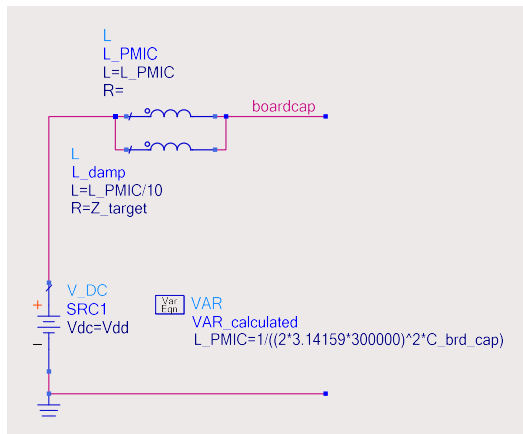 L
L_PMIC
L=L_PMIC
R=
boardcap
L
L_damp
L=L_PMIC/10
R=Z_target
V_DC
SRC1
Vdc=Vdd
+
−
Var
Eqn
VAR
VAR_calculated
L_PMIC=1/((2*3.14159*300000)^2*C_brd_cap)